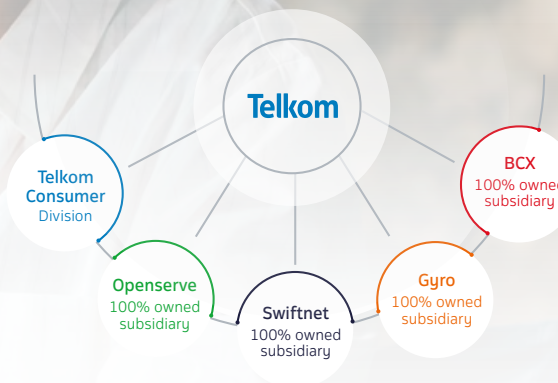 Telkom
Telkom
Consumer
Division
Openserve
100% owned
subsidiary
Swiftnet
100% owned
subsidiary
Gyro
100% owned
subsidiary
BCX
100% owned
subsidiary